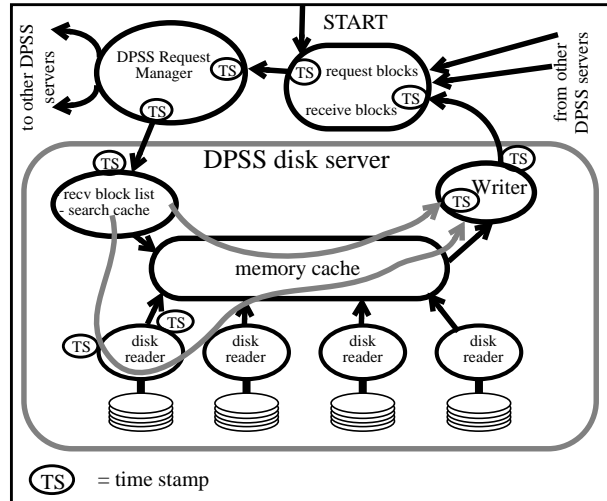 START
to other DPSS
servers
DPSS Request
Manager
TS
TS
TS
request blocks
receive blocks
TS
from other
DPSS servers
DPSS disk server
TS
recv block list
- search cache
TS
Writer
TS
memory cache
TS
TS
disk
reader
disk
reader
disk
reader
disk
reader
TS
= time stamp